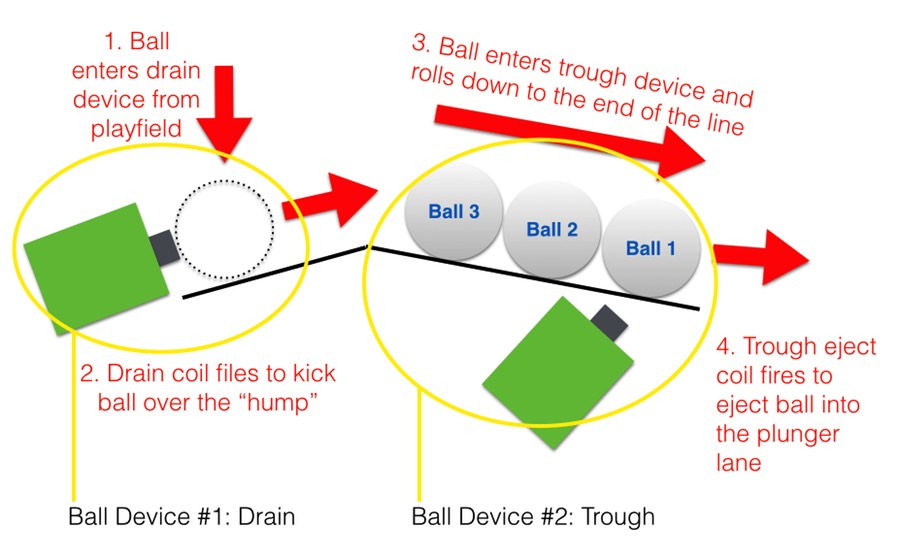 1. Ball
enters drain
device from
playfield
3. Ball enters trough device and
rolls down to the end of the line
Ball 3
Ball 2
Ball 1
2. Drain coil files to kick
ball over the “hump”
4. Trough eject
coil fires to
eject ball into
the plunger
lane
Ball Device #1: Drain
Ball Device #2: Trough